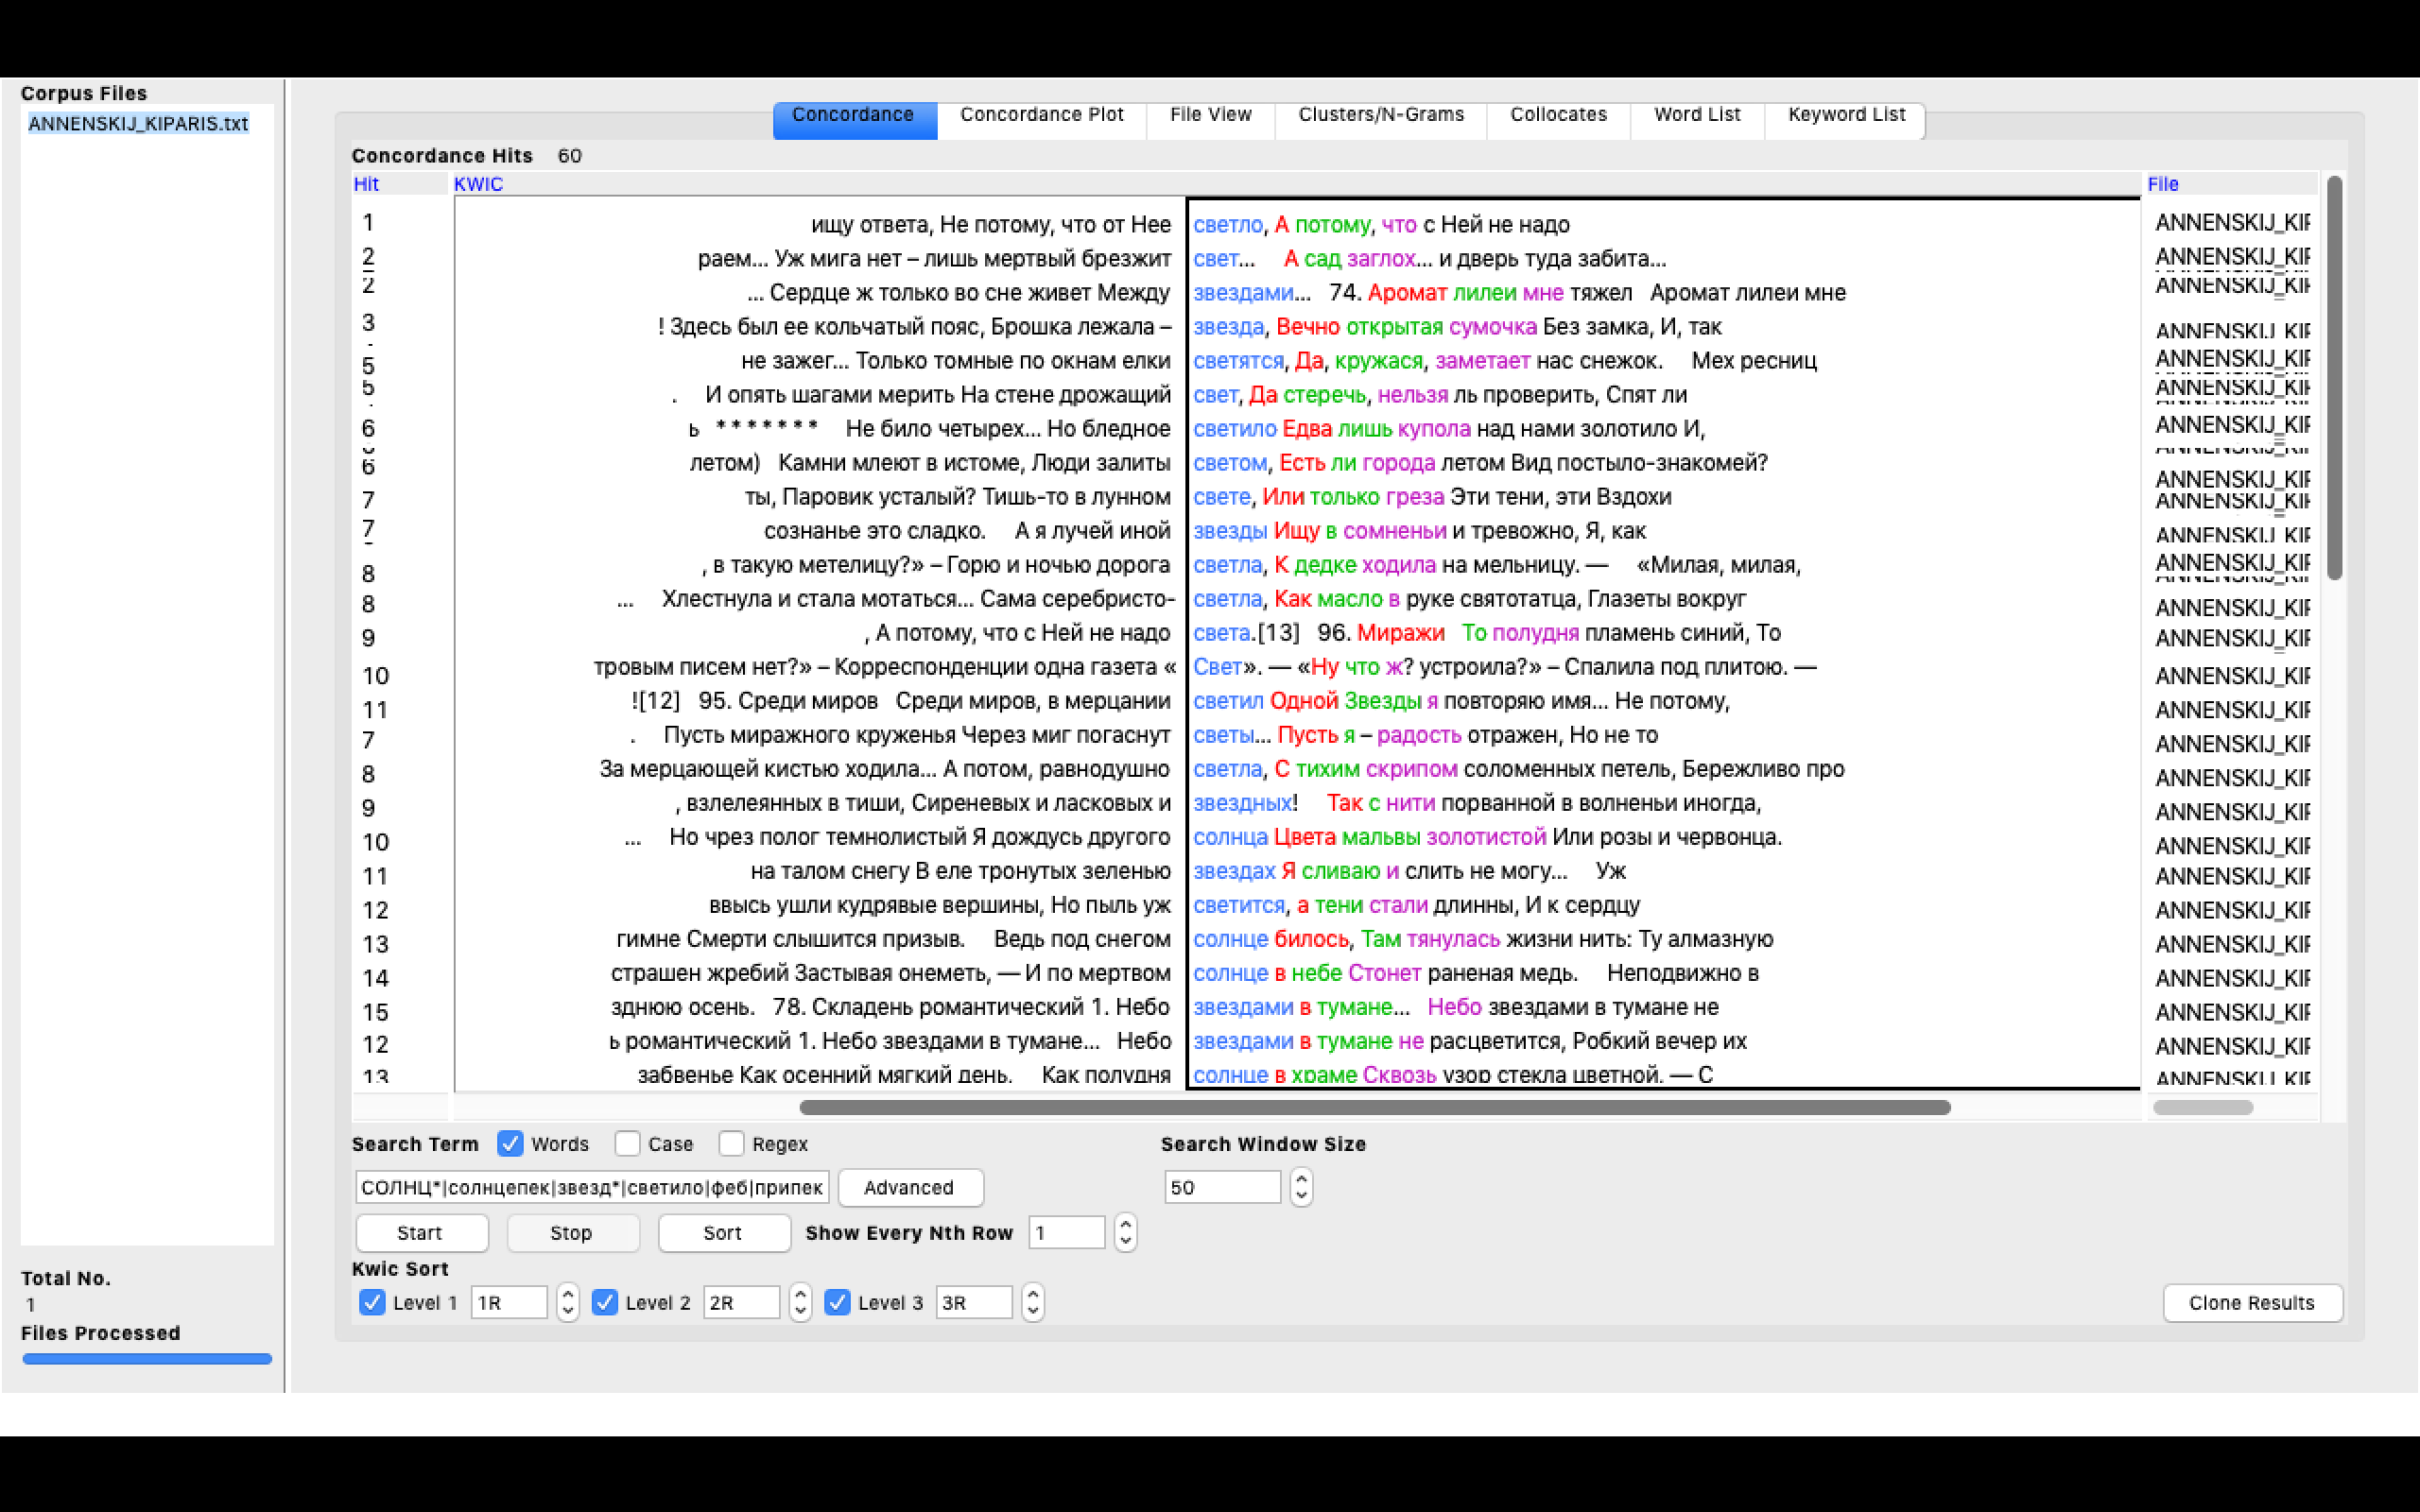 Corpus Files
ANNENSKIJ_KIPARIS.txt
Concordance Concordance Plot File View Clusters/N-Grams Collocates Word List Keyword List
Concordance Hits 60
Hit KWIC File
1 ищу ответа, Не потому, что от Нее светло, А потому, что с Ней не надо ANNENSKIJ_KIF
2 раем... Уж мига нет – лишь мертвый брезжит свет... А сад заглох... и дверь туда забита... ANNENSKIJ_KIF
2 ... Сердце ж только во сне живет Между звездами... 74. Аромат лилеи мне тяжел Аромат лилеи мне ANNENSKIJ_KIF
3 ! Здесь был ее кольчатый пояс, Брошка лежала – звезда, Вечно открытая сумочка Без замка, И, так ANNENSKIJ_KIF
5 не зажег... Только томные по окнам елки светятся, Да, кружася, заметает нас снежок. Мех ресниц ANNENSKIJ_KIF
5 . И опять шагами мерить На стене дрожащий свет, Да стеречь, нельзя ль проверить, Спят ли ANNENSKIJ_KIF
6 ь ******* Не било четырех... Но бледное светило Едва лишь купола над нами золотило И, ANNENSKIJ_KIF
6 летом) Камни млеют в истоме, Люди залиты светом, Есть ли города летом Вид постыло-знакомей? ANNENSKIJ_KIF
7 ты, Паровик усталый? Тишь-то в лунном свете, Или только греза Эти тени, эти Вздохи ANNENSKIJ_KIF
7 сознанье это сладко. А я лучей иной звезды Ищу в сомненьи и тревожно, Я, как ANNENSKIJ_KIF
8 , в такую метелицу?» – Горю и ночью дорога светла, К дедке ходила на мельницу. — «Милая, милая, ANNENSKIJ_KIF
8 ... Хлестнула и стала мотаться... Сама серебристо- светла, Как масло в руке святотатца, Глазеты вокруг ANNENSKIJ_KIF
9 , А потому, что с Ней не надо света.[13] 96. Миражи То полудня пламень синий, То ANNENSKIJ_KIF
10 тровым писем нет?» – Корреспонденции одна газета « Свет». — «Ну что ж? устроила?» – Спалила под плитою. — ANNENSKIJ_KIF
11 ![12] 95. Среди миров Среди миров, в мерцании светил Одной Звезды я повторяю имя... Не потому, ANNENSKIJ_KIF
7 . Пусть миражного круженья Через миг погаснут светы... Пусть я – радость отражен, Но не то ANNENSKIJ_KIF
8 За мерцающей кистью ходила... А потом, равнодушно светла, С тихим скрипом соломенных петель, Бережливо про ANNENSKIJ_KIF
9 , взлелеянных в тиши, Сиреневых и ласковых и звездных! Так с нити порванной в волненьи иногда, ANNENSKIJ_KIF
10 ... Но чрез полог темнолистый Я дождусь другого солнца Цвета мальвы золотистой Или розы и червонца. ANNENSKIJ_KIF
11 на талом снегу В еле тронутых зеленью звездах Я сливаю и слить не могу... Уж ANNENSKIJ_KIF
12 ввысь ушли кудрявые вершины, Но пыль уж светится, а тени стали длинны, И к сердцу ANNENSKIJ_KIF
13 гимне Смерти слышится призыв. Ведь под снегом солнце билось, Там тянулась жизни нить: Ту алмазную ANNENSKIJ_KIF
14 страшен жребий Застывая онеметь, — И по мертвом солнце в небе Стонет раненая медь. Неподвижно в ANNENSKIJ_KIF
15 зднюю осень. 78. Складень романтический 1. Небо звездами в тумане... Небо звездами в тумане не ANNENSKIJ_KIF
12 ь романтический 1. Небо звездами в тумане... Небо звездами в тумане не расцветится, Робкий вечер их ANNENSKIJ_KIF
13 забвенье Как осенний мягкий день. Как полудня солнце в храме Сквозь узор стекла цветной. — С ANNENSKIJ_KIF
Search Term Words Case Regex Search Window Size
СОЛНЦ*|солнцепек|звезд*|светило|феб|припек Advanced 50
Start Stop Sort Show Every Nth Row 1
Kwic Sort
Level 1 1R Level 2 2R Level 3 3R Clone Results
Total No.
1
Files Processed